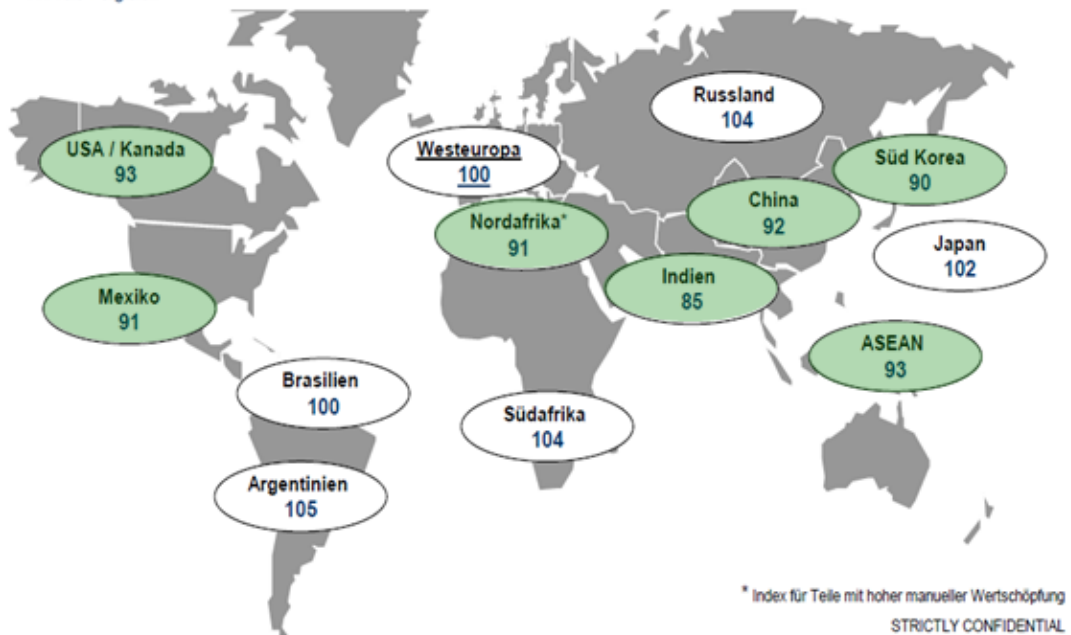 Russland
104
USA / Kanada
93
Westeuropa
100
Süd Korea
90
China
92
Nordafrika*
91
Japan
102
Indien
85
Mexiko
91
ASEAN
93
Brasilien
100
Südafrika
104
Argentinien
105
* Index für Teile mit hoher manueller Wertschöpfung
STRICTLY CONFIDENTIAL